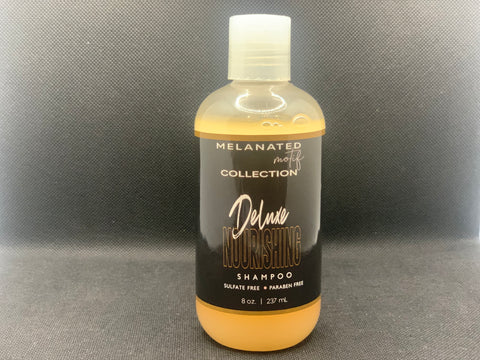 MELANATED
motif
COLLECTION
DeLuxe
NOURISHING
SHAMPOO
SULFATE FREE • PARABEN FREE
8 oz. | 237 mL